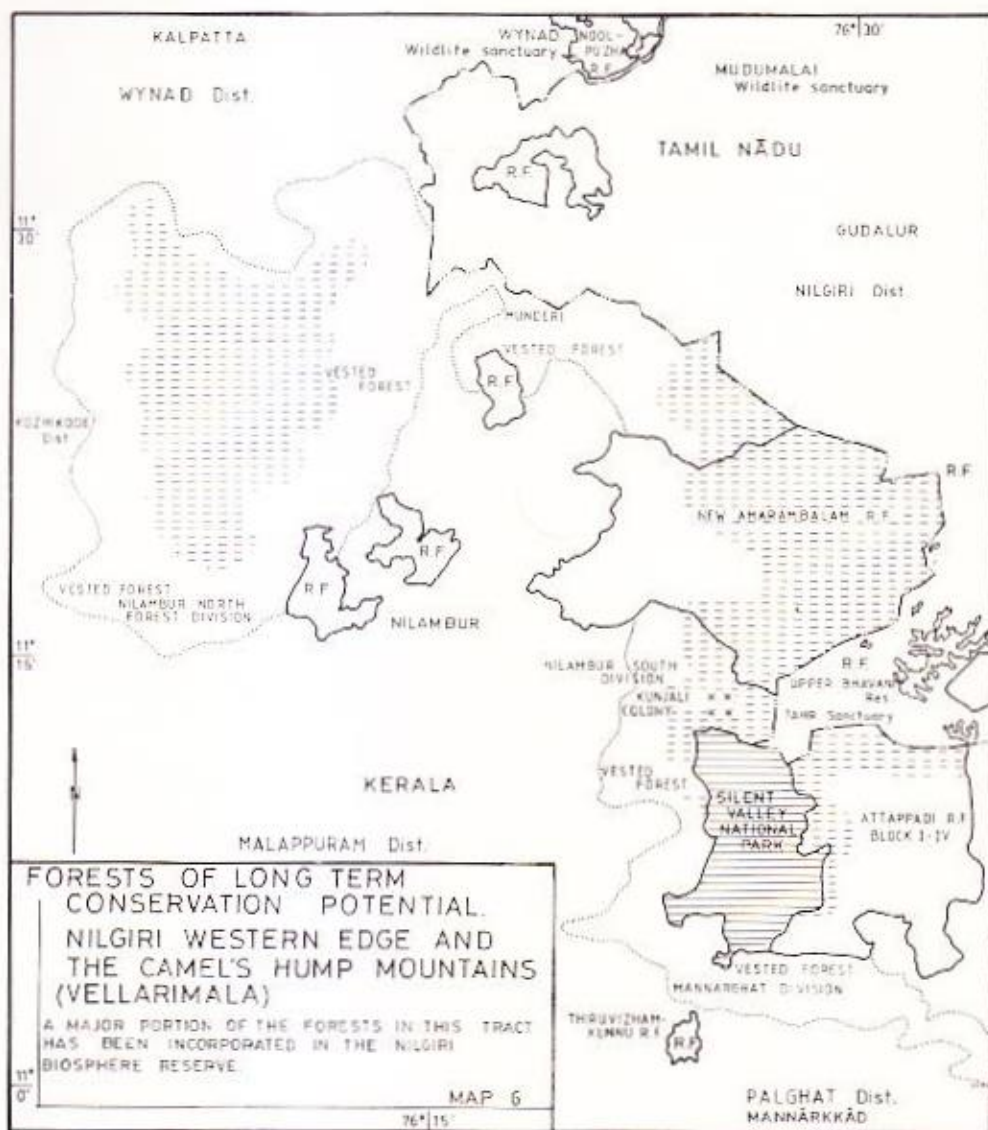 KALPATTA
WYNAD Dist.
WYNAD
Wildlife sanctuary
NOOL-
PUZHA
R.F.
76° 30'
MUDUMALAI
Wildlife sanctuary
TAMIL NĀDU
R.F.
11°
30'
GUDALUR
NILGIRI Dist.
MUNDERI
VESTED FOREST
R.F.
VESTED
FOREST
KOZHIKODE
Dist
R.F.
NEW AMARAMBALAM R.F.
R.F.
R.F.
VESTED FOREST
NILAMBUR NORTH
FOREST DIVISION
NILAMBUR
11°
15'
NILAMBUR SOUTH
DIVISION
KUNJALI
COLONY
R.F.
UPPER BHAVANI
Res.
TAHR Sanctuary
VESTED
FOREST
KERALA
SILENT
VALLEY
NATIONAL
PARK
ATTAPPADI R.F.
BLOCK I-IV
MALAPPURAM Dist.
FORESTS OF LONG TERM
CONSERVATION POTENTIAL.
NILGIRI WESTERN EDGE AND
THE CAMEL'S HUMP MOUNTAINS
(VELLARIMALA)
A MAJOR PORTION OF THE FORESTS IN THIS TRACT
HAS BEEN INCORPORATED IN THE NILGIRI
BIOSPHERE RESERVE.
MAP 6
VESTED FOREST
MANNARGHAT DIVISION
THIRUVIZHAM-
KUNNU R.F.
R.F.
11°
0'
76° 15'
PALGHAT Dist.
MANNĀRKKĀD